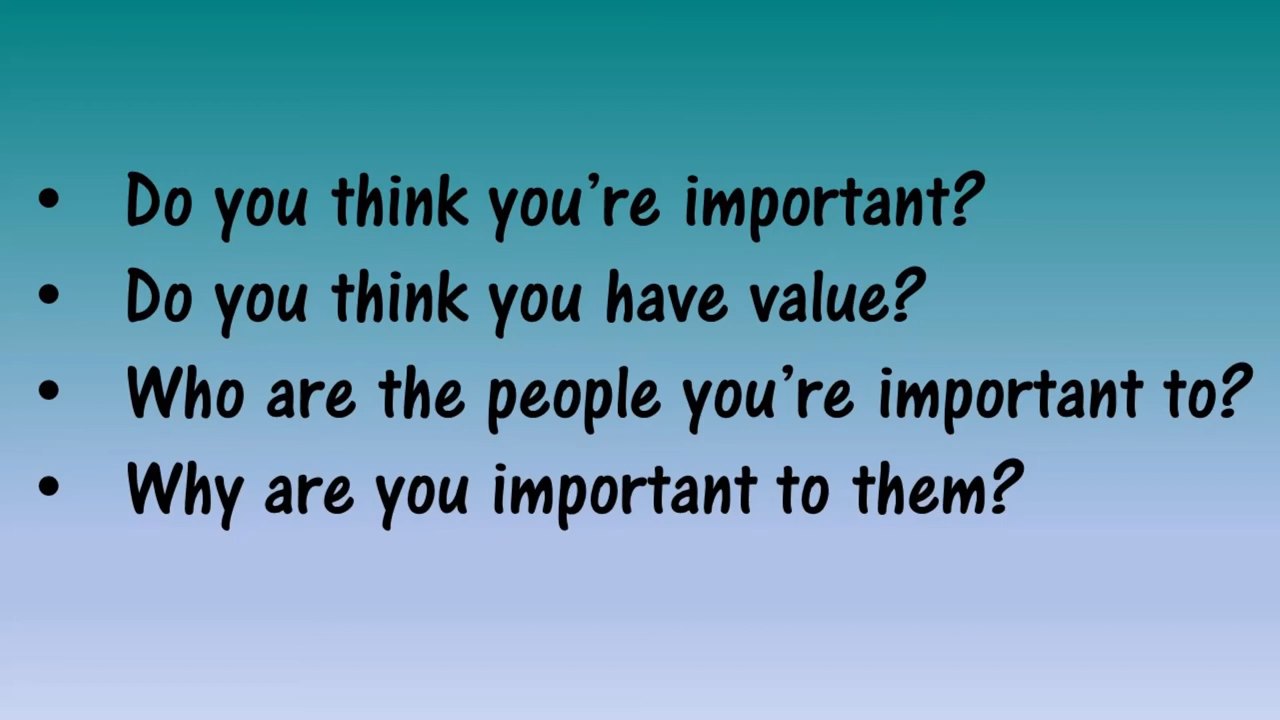 • Do you think you’re important?
• Do you think you have value?
• Who are the people you’re important to?
• Why are you important to them?